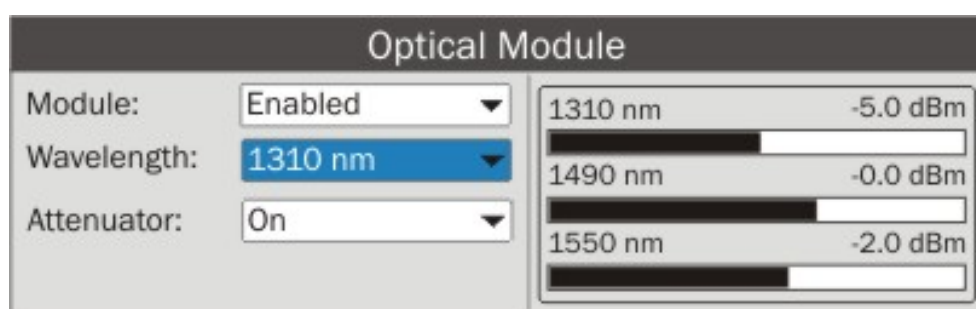 Optical Module
Module: Enabled
Wavelength: 1310 nm
Attenuator: On
1310 nm -5.0 dBm
1490 nm -0.0 dBm
1550 nm -2.0 dBm